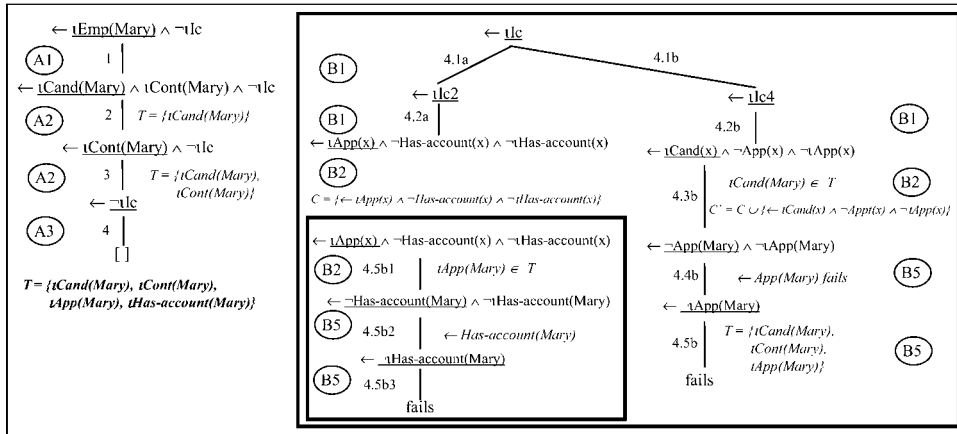 ← ιEmp(Mary) ∧ ¬ιIc
A1
1
← ιCand(Mary) ∧ ιCont(Mary) ∧ ¬ιIc
A2
2
T = {ιCand(Mary)}
← ιCont(Mary) ∧ ¬ιIc
A2
3
T = {ιCand(Mary),
ιCont(Mary)}
← ¬ιIc
A3
4
[ ]
T = {ιCand(Mary), ιCont(Mary),
ιApp(Mary), ιHas-account(Mary)}
← ιIc
B1
4.1a
4.1b
← ιIc2
B1
4.2a
← ιApp(x) ∧ ¬Has-account(x) ∧ ¬ιHas-account(x)
B2
C = {← ιApp(x) ∧ ¬Has-account(x) ∧ ¬ιHas-account(x)}
← ιApp(x) ∧ ¬Has-account(x) ∧ ¬ιHas-account(x)
B2
4.5b1
ιApp(Mary) ∈ T
← ¬Has-account(Mary) ∧ ¬ιHas-account(Mary)
B5
4.5b2
← Has-account(Mary)
← ¬ιHas-account(Mary)
B5
4.5b3
fails
← ιIc4
4.2b
B1
← ιCand(x) ∧ ¬App(x) ∧ ¬ιApp(x)
4.3b
ιCand(Mary) ∈ T
B2
C' = C ∪ {← ιCand(x) ∧ ¬Appt(x) ∧ ¬ιApp(x)}
← ¬App(Mary) ∧ ¬ιApp(Mary)
4.4b
← App(Mary) fails
B5
← ¬ιApp(Mary)
4.5b
T = {ιCand(Mary),
ιCont(Mary),
ιApp(Mary)}
B5
fails